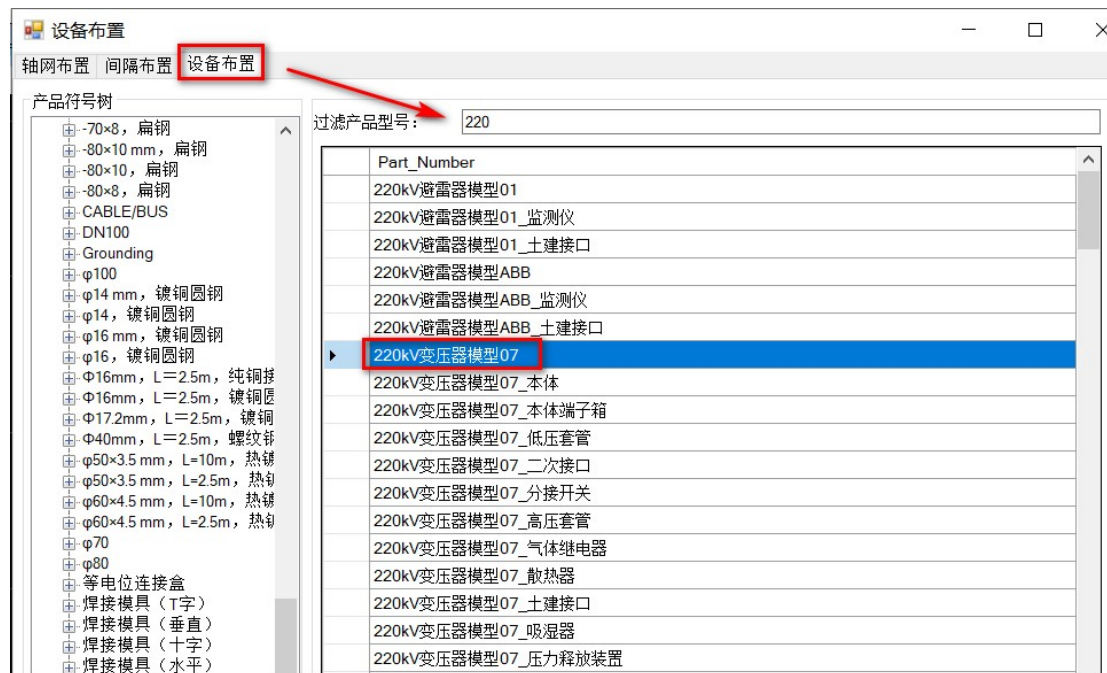 设备布置
轴网布置 间隔布置 设备布置
产品符号树
-70×8，扁钢
-80×10 mm，扁钢
-80×10，扁钢
-80×8，扁钢
CABLE/BUS
DN100
Grounding
φ100
φ14 mm，镀铜圆钢
φ14，镀铜圆钢
φ16 mm，镀铜圆钢
φ16，镀铜圆钢
Φ16mm，L＝2.5m，纯铜接
Φ16mm，L＝2.5m，镀铜
Φ17.2mm，L＝2.5m，镀铜
Φ40mm，L＝2.5m，螺纹钢
φ50×3.5 mm，L=10m，热镀
φ50×3.5 mm，L=2.5m，热
φ60×4.5 mm，L=10m，热镀
φ60×4.5 mm，L=2.5m，热
φ70
φ80
等电位连接盒
焊接模具（T字）
焊接模具（垂直）
焊接模具（十字）
焊接模具（水平）
过滤产品型号： 220
Part_Number
220kV避雷器模型01
220kV避雷器模型01_监测仪
220kV避雷器模型01_土建接口
220kV避雷器模型ABB
220kV避雷器模型ABB_监测仪
220kV避雷器模型ABB_土建接口
220kV变压器模型07
220kV变压器模型07_本体
220kV变压器模型07_本体端子箱
220kV变压器模型07_低压套管
220kV变压器模型07_二次接口
220kV变压器模型07_分接开关
220kV变压器模型07_高压套管
220kV变压器模型07_气体继电器
220kV变压器模型07_散热器
220kV变压器模型07_土建接口
220kV变压器模型07_吸湿器
220kV变压器模型07_压力释放装置